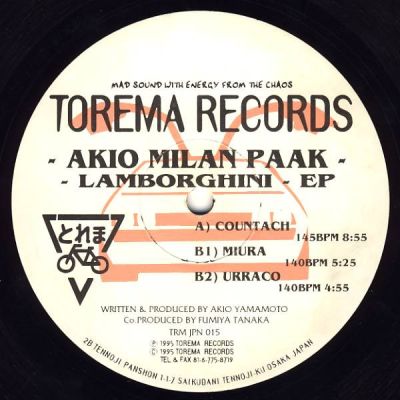 MAD SOUND WITH ENERGY FROM THE CHAOS
TOREMA RECORDS
- AKIO MILAN PAAK -
- LAMBORGHINI - EP
とれま
A) COUNTACH
145BPM 8:55
B1) MIURA
140BPM 5:25
B2) URRACO
140BPM 4:55
WRITTEN & PRODUCED BY AKIO YAMAMOTO
Co.PRODUCED BY FUMIYA TANAKA
TRM JPN 015
Ⓟ 1995 TOREMA RECORDS
© 1995 TOREMA RECORDS
TEL & FAX 81-6-775-8719
2B TENNOJI PANSHON 1-1-7 SAIKUDANI TENNOJI-KU OSAKA JAPAN